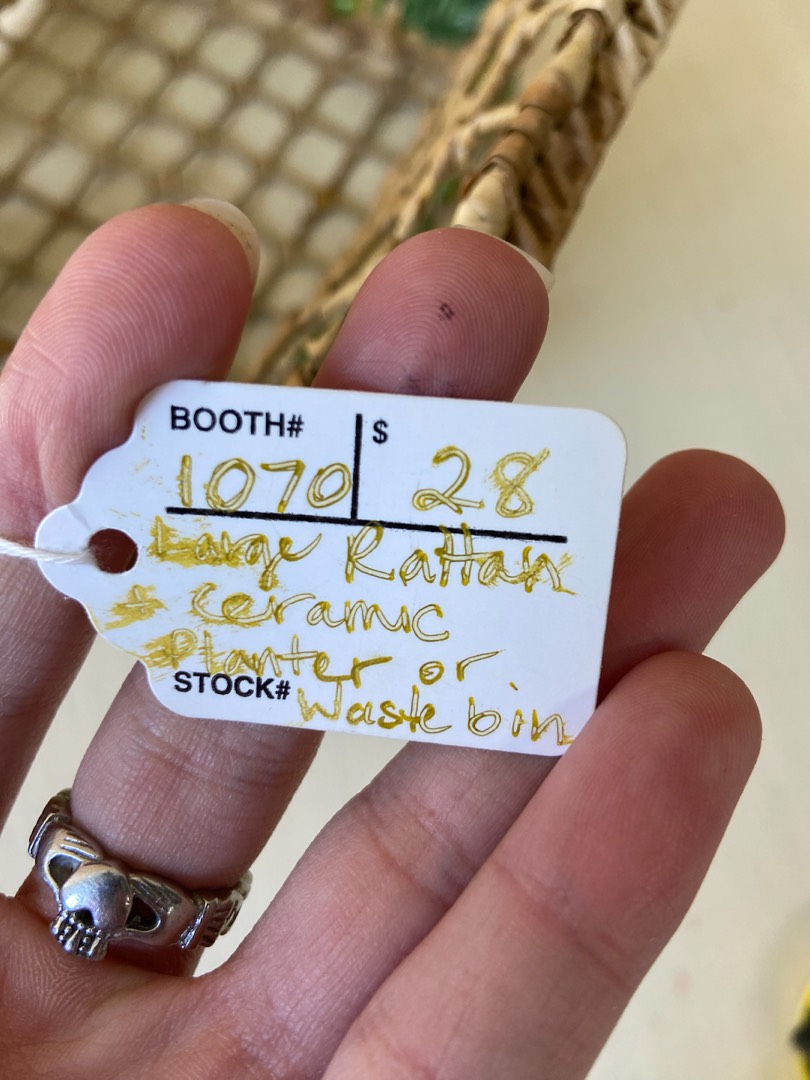 BOOTH# $
1070 28
Large Rattan
+ ceramic
Planter or
STOCK# Waste bin